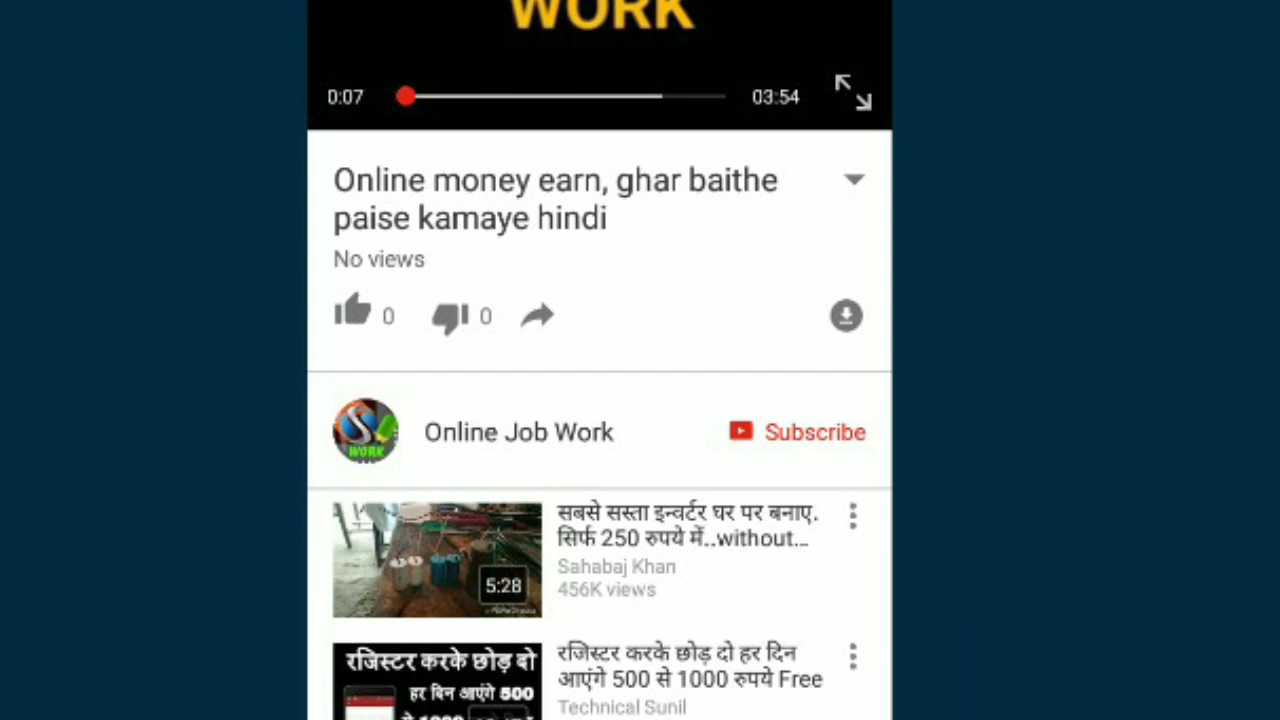 WORK
0:07
03:54
Online money earn, ghar baithe
paise kamaye hindi
No views
0
0
Online Job Work
Subscribe
WORK
5:28
सबसे सस्ता इन्वर्टर घर पर बनाए.
सिर्फ 250 रुपये में..without...
Sahabaj Khan
456K views
रजिस्टर करके छोड़ दो
हर दिन आएंगे 500
से 1000
रजिस्टर करके छोड़ दो हर दिन
आएंगे 500 से 1000 रुपये Free
Technical Sunil